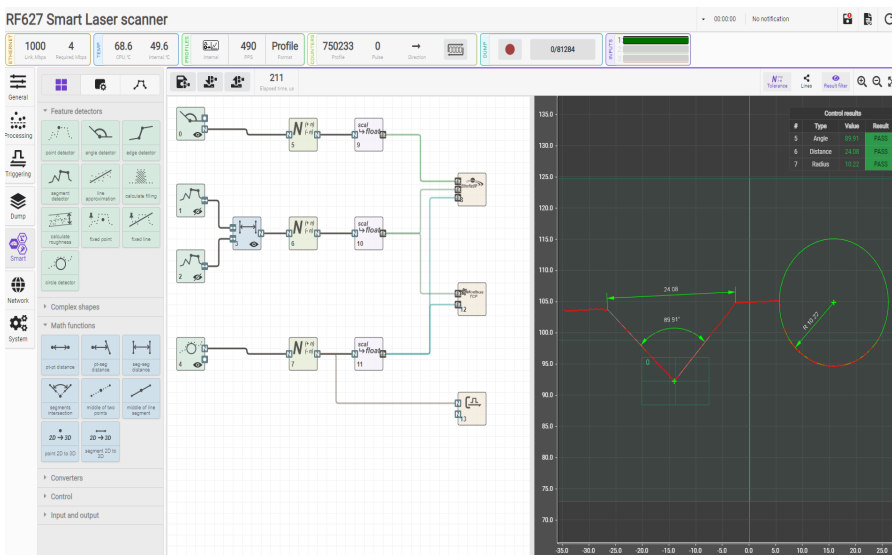 RF627 Smart Laser scanner
00:00:00 No notification
ETHERNET
1000 4
Link, Mbps Required, Mbps
TEMP
68.6 49.6
CPU, °C Internal, °C
PROFILES
490 Profile
Internal PPS Format
COUNTERS
750233 0 →
Profile Pulse Direction
DUMP
0/81284
INPUTS
1
General
Processing
Triggering
Dump
Smart
Network
System
211
Elapsed time, us
Tolerance
Lines
Result filter
Feature detectors
point detector angle detector edge detector
segment detector line approximation calculate filling
calculate roughness fixed point fixed line
circle detector
Complex shapes
Math functions
pt-pt distance pt-seg distance seg-seg distance
segments intersection middle of two points middle of line segment
2D → 3D 2D → 3D
point 2D to 3D segment 2D to 3D
Converters
Control
Input and output
0
N (+ n) (- n)
5
scal float
9
1
2
3
N (+ n) (- n)
6
scal float
10
TCP
12
4
N (+ n) (- n)
7
scal float
11
13
Control results
# Type Value Result
5 Angle 89.91 PASS
6 Distance 24.08 PASS
7 Radius 10.22 PASS
24.08
89.91°
R 10.22
0
135.0
130.0
125.0
120.0
115.0
110.0
105.0
100.0
95.0
90.0
85.0
80.0
75.0
70.0
-35.0 -30.0 -25.0 -20.0 -15.0 -10.0 -5.0 0.0 5.0 10.0 15.0 20.0 25.0